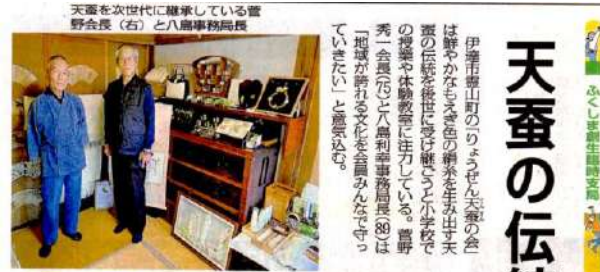 天蚕を次世代に継承している菅
野会長（右）と八島事務局長
ふくしま創生臨時支局
天蚕の伝
伊達市霊山町の「りょうぜん天蚕の会」
は鮮やかなもえぎ色の絹糸を生み出す天
蚕の伝統を後世に受け継ごうと小学校で
の授業や体験教室に注力している。菅野
秀一会長(75)と八島利幸事務局長(89)は
「地域が誇れる文化を会員みんなで守っ
ていきたい」と意気込む。